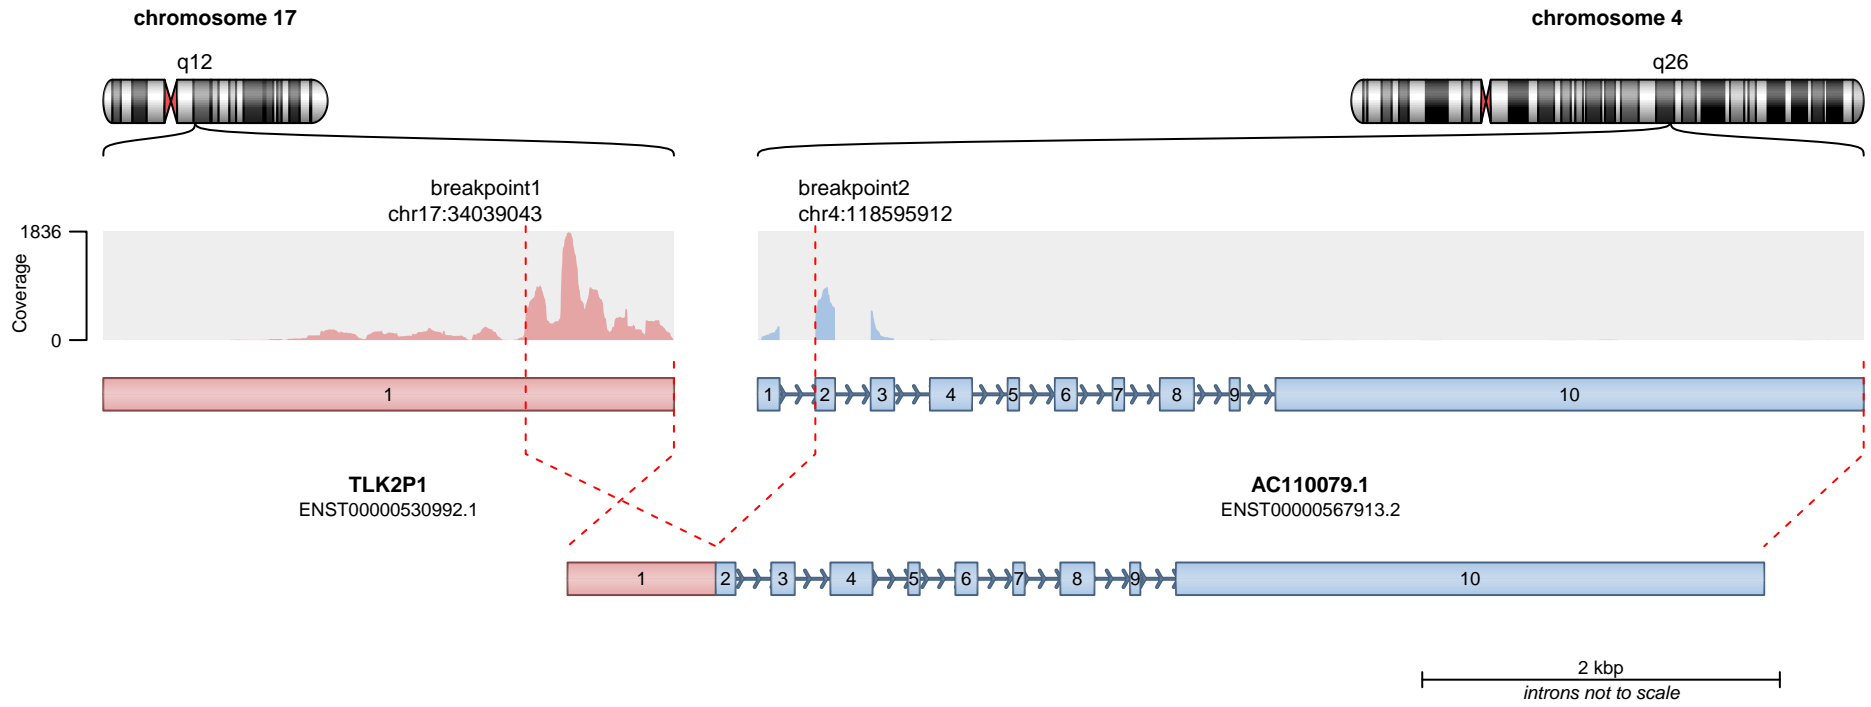 chromosome 17
chromosome 4
q12
q26
breakpoint1
chr17:34039043
breakpoint2
chr4:118595912
1836
Coverage
0
1
1 2 3 4 5 6 7 8 9 10
TLK2P1
ENST00000530992.1
AC110079.1
ENST00000567913.2
1 2 3 4 5 6 7 8 9 10
2 kbp
introns not to scale